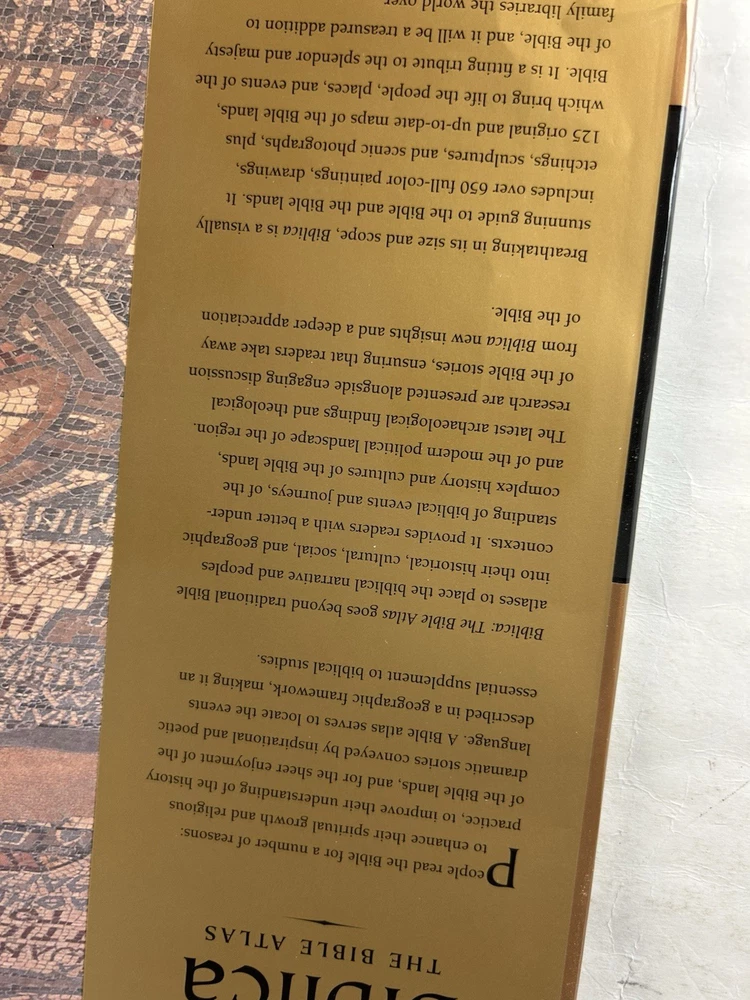 Biblica
THE BIBLE ATLAS
People read the Bible for a number of reasons:
to enhance their spiritual growth and religious
practice, to improve their understanding of the history
of the Bible lands, and for the sheer enjoyment of the
dramatic stories conveyed by inspirational and poetic
language. A Bible atlas serves to locate the events
described in a geographic framework, making it an
essential supplement to biblical studies.
Biblica: The Bible Atlas goes beyond traditional Bible
atlases to place the biblical narrative and peoples
into their historical, cultural, social, and geographic
contexts. It provides readers with a better under-
standing of biblical events and journeys, of the
complex history and cultures of the Bible lands,
and of the modern political landscape of the region.
The latest archaeological findings and theological
research are presented alongside engaging discussion
of the Bible stories, ensuring that readers take away
from Biblica new insights and a deeper appreciation
of the Bible.
Breathtaking in its size and scope, Biblica is a visually
stunning guide to the Bible and the Bible lands. It
includes over 650 full-color paintings, drawings,
etchings, sculptures, and scenic photographs, plus
125 original and up-to-date maps of the Bible lands,
which bring to life the people, places, and events of the
Bible. It is a fitting tribute to the splendor and majesty
of the Bible, and it will be a treasured addition to
family libraries the world over.